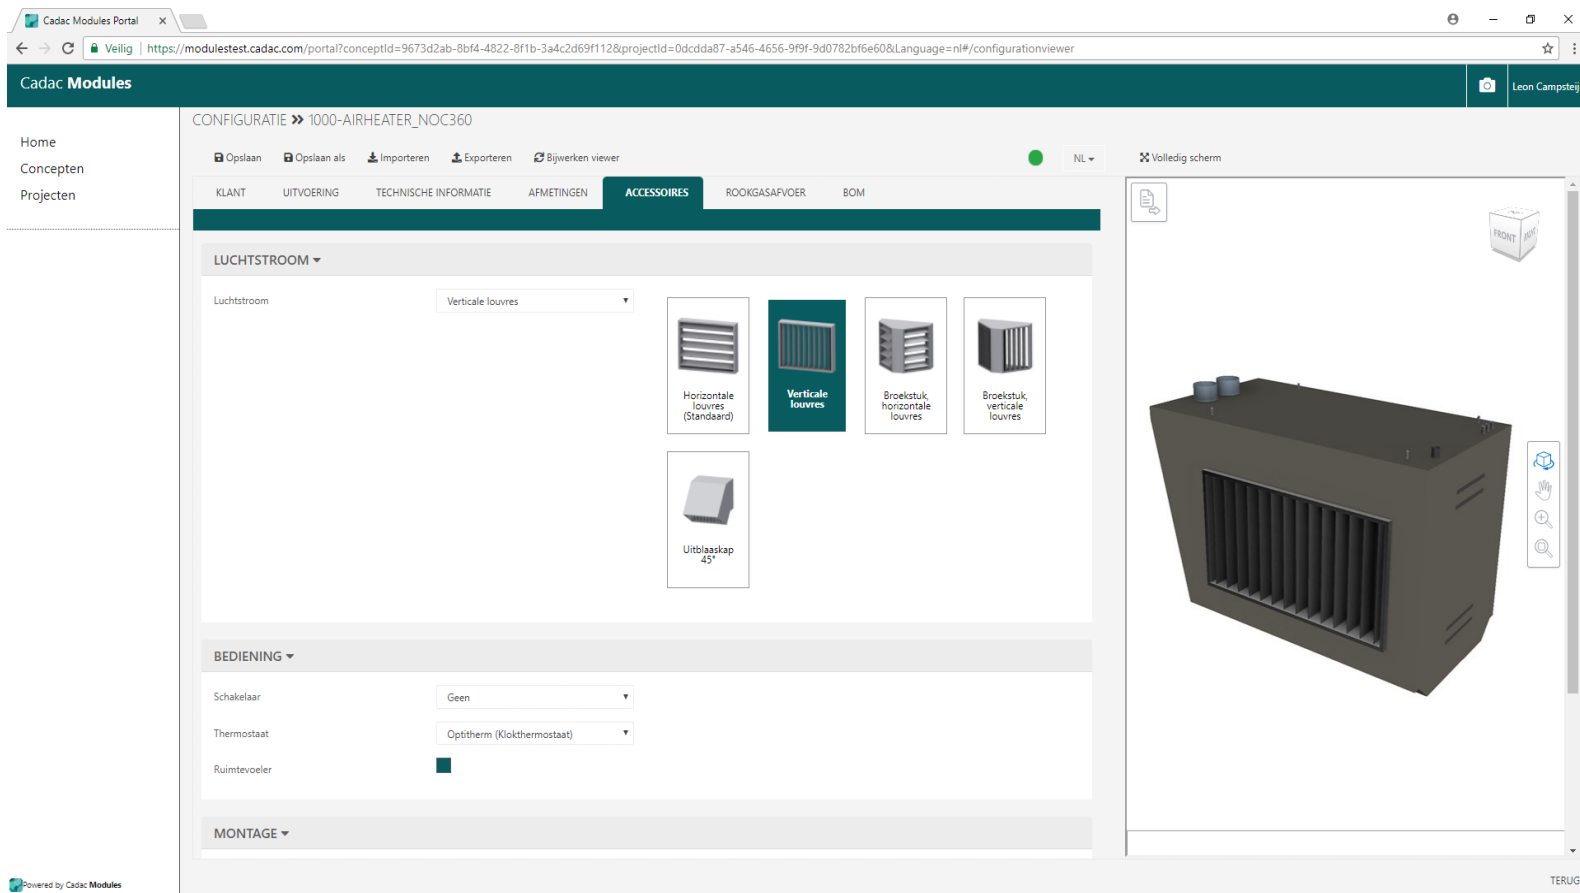 Cadac Modules Portal
Veilig | https://modulestest.cadac.com/portal?conceptId=9673d2ab-8bf4-4822-8f1b-3a4c2d69f112&projectId=0dcdda87-a546-4656-9f9f-9d0782bf6e60&Language=nl#/configurationviewer
Cadac Modules
Leon Campsteij
Home
Concepten
Projecten
CONFIGURATIE » 1000-AIRHEATER_NOC360
Opslaan Opslaan als Importeren Exporteren Bijwerken viewer NL Volledig scherm
KLANT UITVOERING TECHNISCHE INFORMATIE AFMETINGEN ACCESSOIRES ROOKGASAFVOER BOM
LUCHTSTROOM
Luchtstroom Verticale louvres
Horizontale
louvres
(Standaard)
Verticale
louvres
Broekstuk,
horizontale
louvres
Broekstuk,
verticale
louvres
Uitblaaskap
45°
BEDIENING
Schakelaar Geen
Thermostaat Optitherm (Klokthermostaat)
Ruimtevoeler
MONTAGE
FRONT RIGHT
Powered by Cadac Modules
TERUG